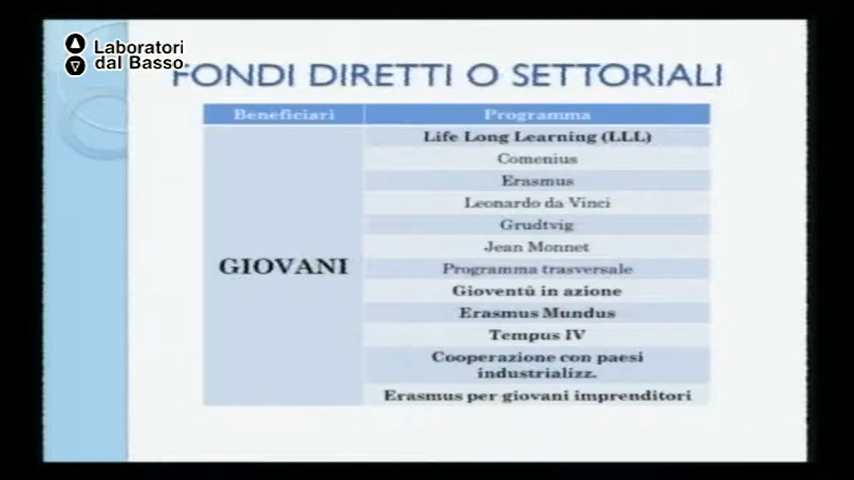 Laboratori
dal Basso
FONDI DIRETTI O SETTORIALI
Beneficiari
Programma
GIOVANI
Life Long Learning (LLL)
Comenius
Erasmus
Leonardo da Vinci
Grudtvig
Jean Monnet
Programma trasversale
Gioventù in azione
Erasmus Mundus
Tempus IV
Cooperazione con paesi
industrializz.
Erasmus per giovani imprenditori